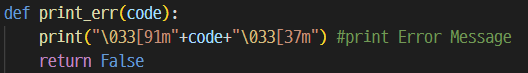 def print_err(code):
    print("\033[91m"+code+"\033[37m") #print Error Message
    return False